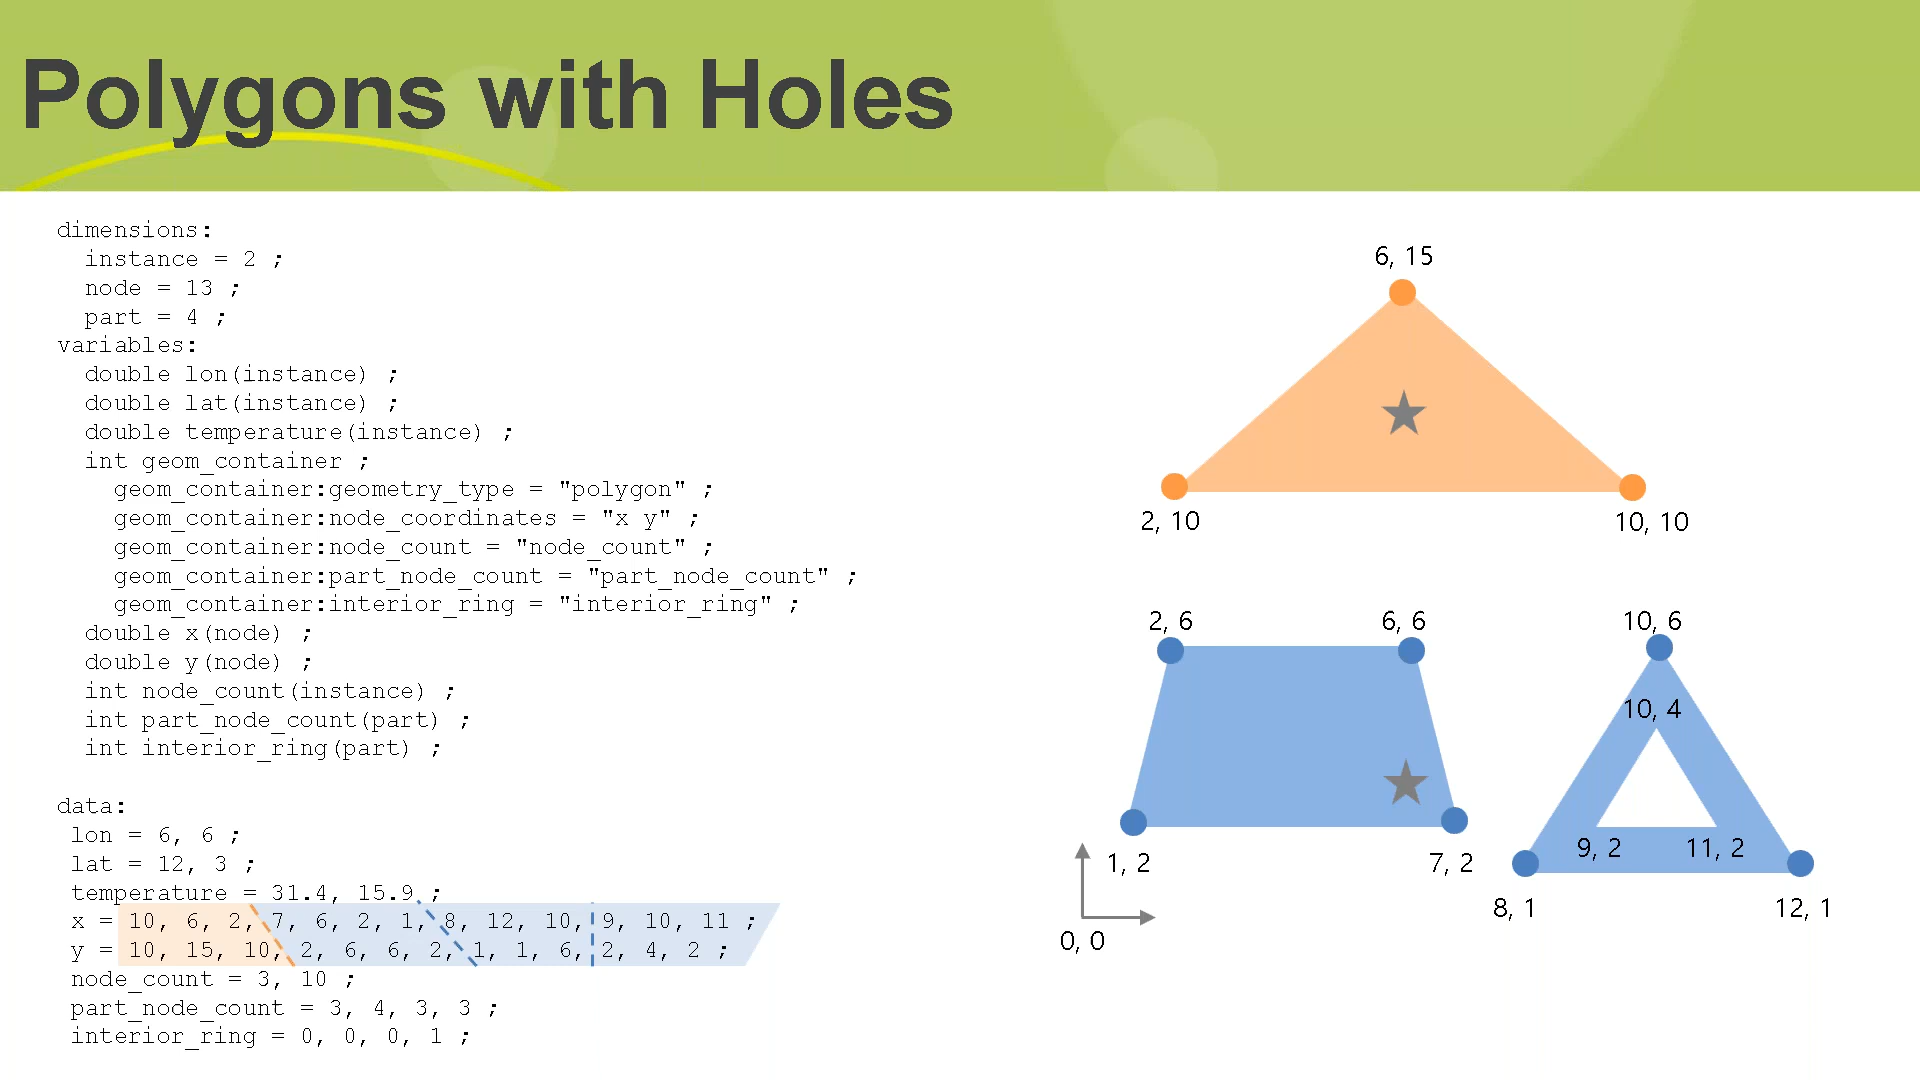 Polygons with Holes
dimensions:
instance = 2 ;
node = 13 ;
part = 4 ;
variables:
double lon(instance) ;
double lat(instance) ;
double temperature(instance) ;
int geom_container ;
geom_container:geometry_type = "polygon" ;
geom_container:node_coordinates = "x y" ;
geom_container:node_count = "node_count" ;
geom_container:part_node_count = "part_node_count" ;
geom_container:interior_ring = "interior_ring" ;
double x(node) ;
double y(node) ;
int node_count(instance) ;
int part_node_count(part) ;
int interior_ring(part) ;
data:
lon = 6, 6 ;
lat = 12, 3 ;
temperature = 31.4, 15.9 ;
x = 10, 6, 2, 7, 6, 2, 1, 8, 12, 10, 9, 10, 11 ;
y = 10, 15, 10, 2, 6, 6, 2, 1, 1, 6, 2, 4, 2 ;
node_count = 3, 10 ;
part_node_count = 3, 4, 3, 3 ;
interior_ring = 0, 0, 0, 1 ;
6, 15
2, 10
10, 10
2, 6
6, 6
10, 6
10, 4
9, 2
11, 2
1, 2
7, 2
8, 1
12, 1
0, 0